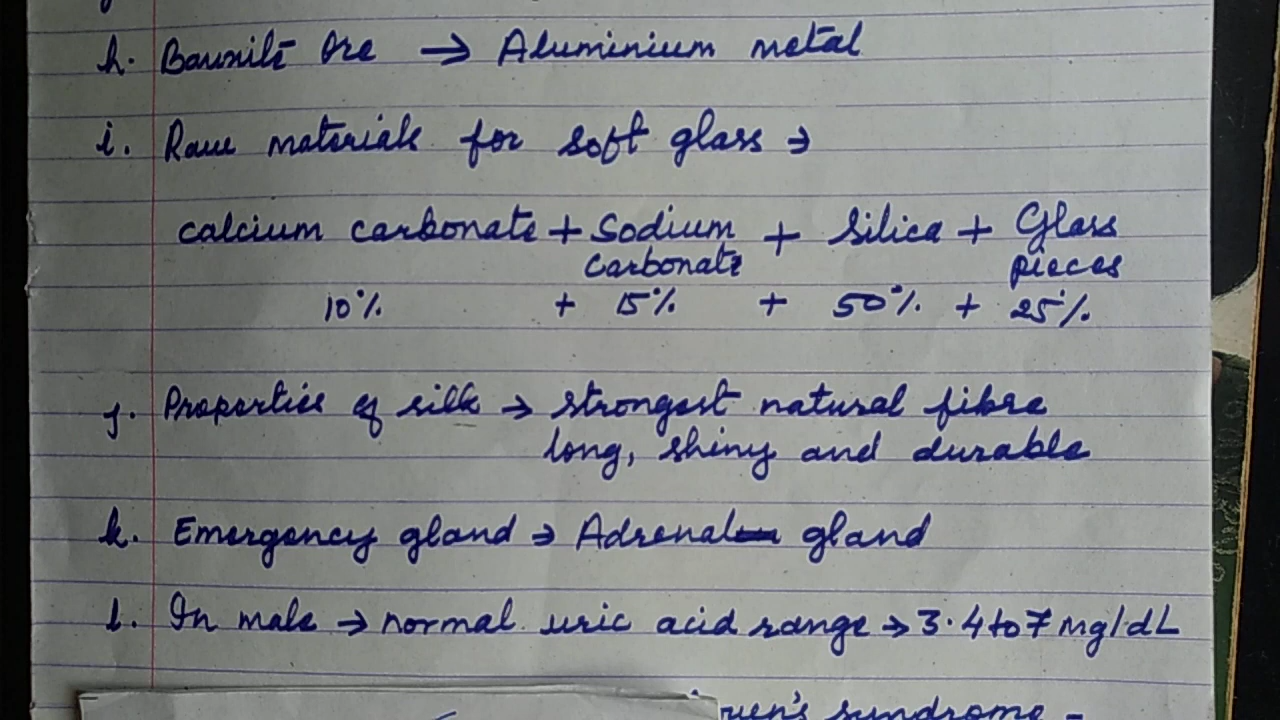 h. Bauxite Ore → Aluminium metal
i. Raw materials for soft glass →
calcium carbonate + Sodium Carbonate + Silica + Glass pieces
10% + 15% + 50% + 25%
j. Properties of silk → strongest natural fibre
long, shiny and durable
k. Emergency gland → Adrenal gland
l. In male → normal uric acid range → 3.4 to 7 mg/dL
syndrome -